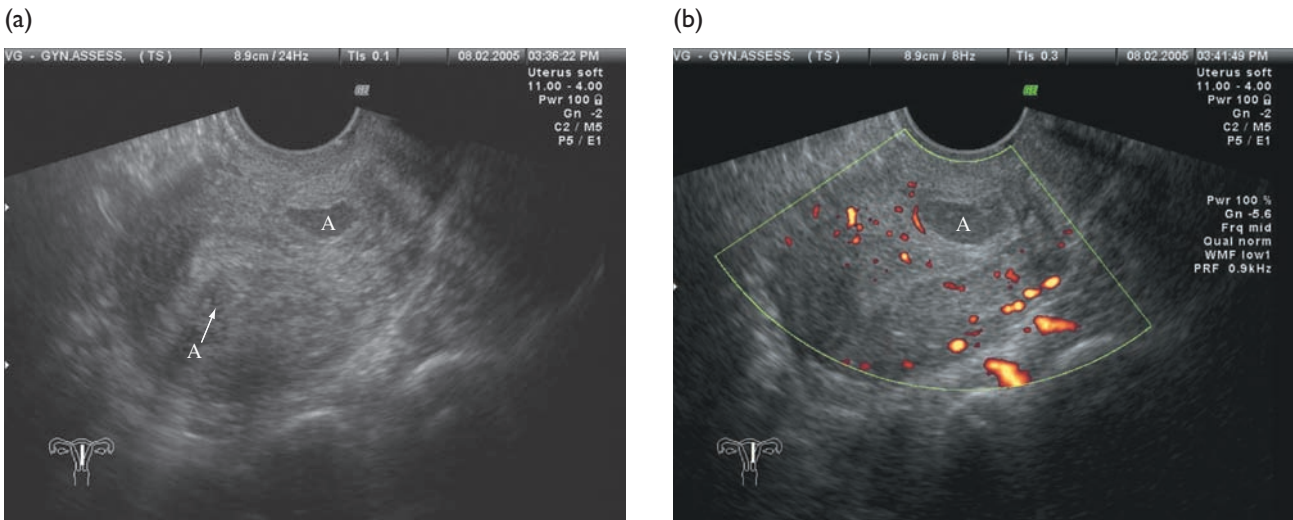 (a)
VG - GYN.ASSESS. ( TS ) 8.9cm / 24Hz TIs 0.1 08.02.2005 03:36:22 PM
Uterus soft
11.00 - 4.00
Pwr 100
Gn -2
C2 / M5
P5 / E1
A
A
(b)
VG - GYN.ASSESS. ( TS ) 8.9cm / 8Hz TIs 0.3 08.02.2005 03:41:49 PM
Uterus soft
11.00 - 4.00
Pwr 100
Gn -2
C2 / M5
P5 / E1
Pwr 100 %
Gn -5.6
Frq mid
Qual norm
WMF low1
PRF 0.9kHz
A